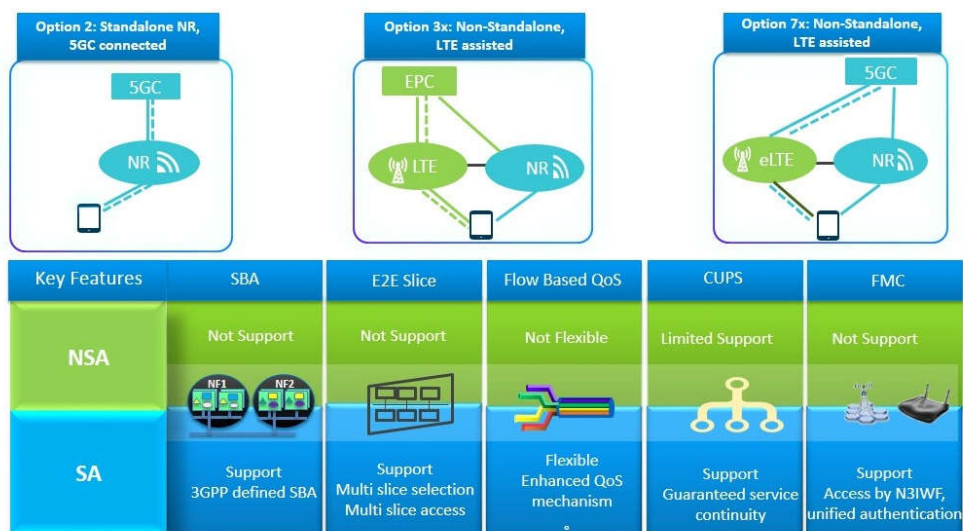 Option 2: Standalone NR,
5GC connected
Option 3x: Non-Standalone,
LTE assisted
Option 7x: Non-Standalone,
LTE assisted
5GC
NR
EPC
LTE
NR
5GC
eLTE
NR
Key Features
SBA
E2E Slice
Flow Based QoS
CUPS
FMC
NSA
Not Support
Not Support
Not Flexible
Limited Support
Not Support
NF1
NF2
SA
Support
3GPP defined SBA
Support
Multi slice selection
Multi slice access
Flexible
Enhanced QoS
mechanism
Support
Guaranteed service
continuity
Support
Access by N3IWF,
unified authentication